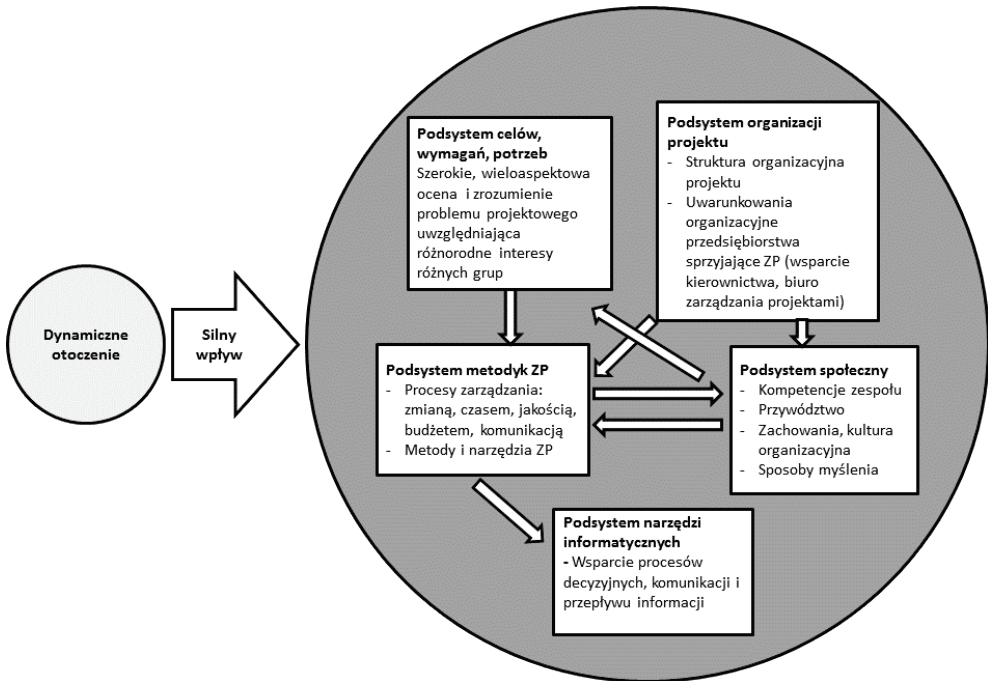 Dynamiczne
otoczenie
Silny
wpływ
Podsystem celów,
wymagań, potrzeb
Szerokie, wieloaspektowa
ocena i zrozumienie
problemu projektowego
uwzględniająca
różnorodne interesy
różnych grup
Podsystem organizacji
projektu
- Struktura organizacyjna
projektu
- Uwarunkowania
organizacyjne
przedsiębiorstwa
sprzyjające ZP (wsparcie
kierownictwa, biuro
zarządzania projektami)
Podsystem metodyk ZP
- Procesy zarządzania:
zmianą, czasem, jakością,
budżetem, komunikacją
- Metody i narzędzia ZP
Podsystem społeczny
- Kompetencje zespołu
- Przywództwo
- Zachowania, kultura
organizacyjna
- Sposoby myślenia
Podsystem narzędzi
informatycznych
- Wsparcie procesów
decyzyjnych, komunikacji i
przepływu informacji